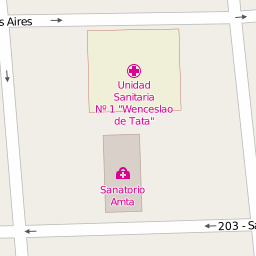 s Aires
Unidad
Sanitaria
Nº 1 "Wenceslao
de Tata"
Sanatorio
Amta
203 - Sa